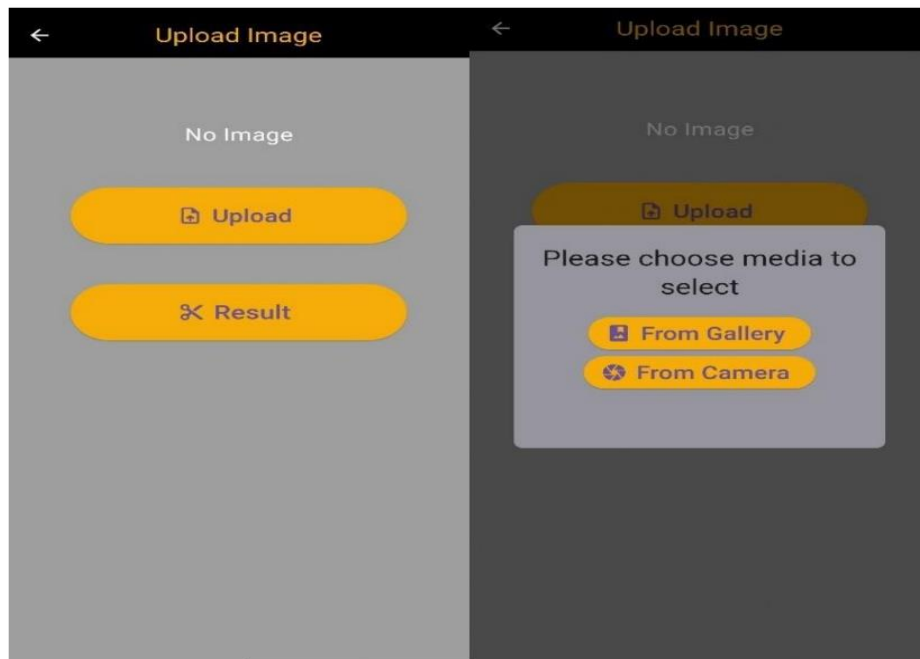 Upload Image
No Image
Upload
Result
Upload Image
No Image
Upload
Please choose media to
select
From Gallery
From Camera